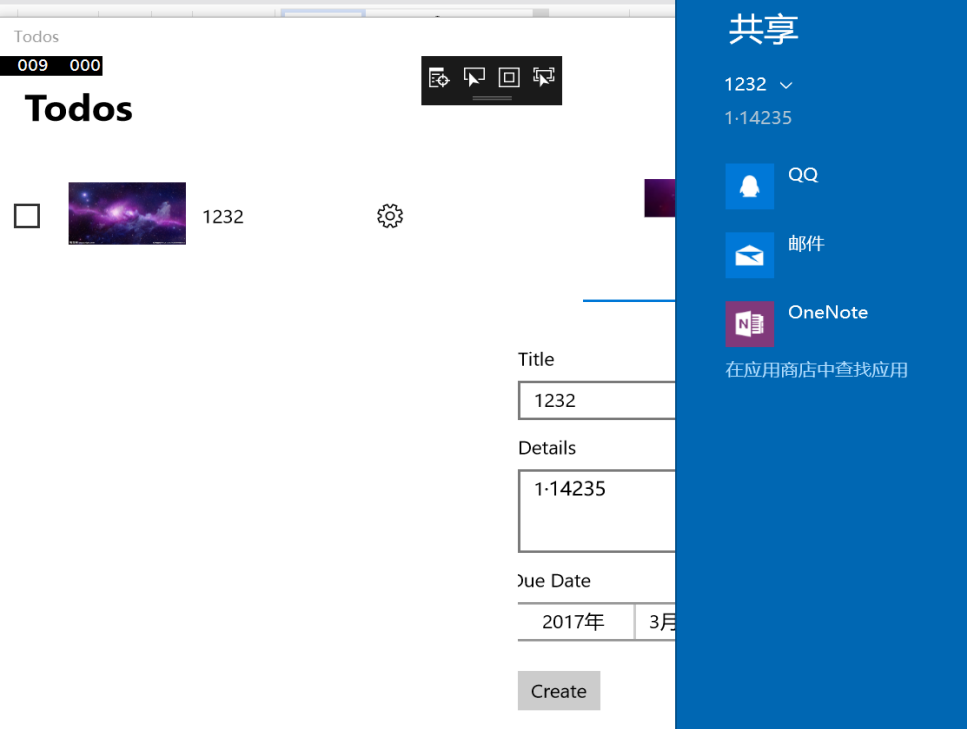 Todos
009 000
Todos
1232
Title
1232
Details
1·14235
Due Date
2017年 3月
Create
共享
1232
1·14235
QQ
邮件
OneNote
在应用商店中查找应用